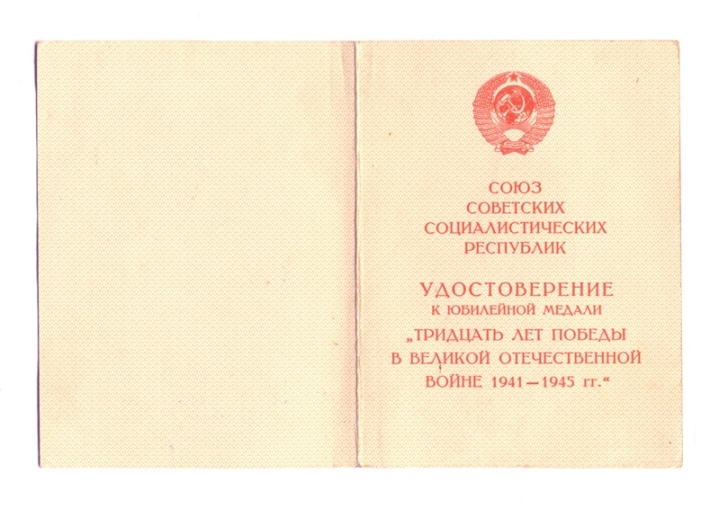 СОЮЗ
СОВЕТСКИХ
СОЦИАЛИСТИЧЕСКИХ
РЕСПУБЛИК
УДОСТОВЕРЕНИЕ
К ЮБИЛЕЙНОЙ МЕДАЛИ
„ТРИДЦАТЬ ЛЕТ ПОБЕДЫ
В ВЕЛИКОЙ ОТЕЧЕСТВЕННОЙ
ВОЙНЕ 1941—1945 гг.“